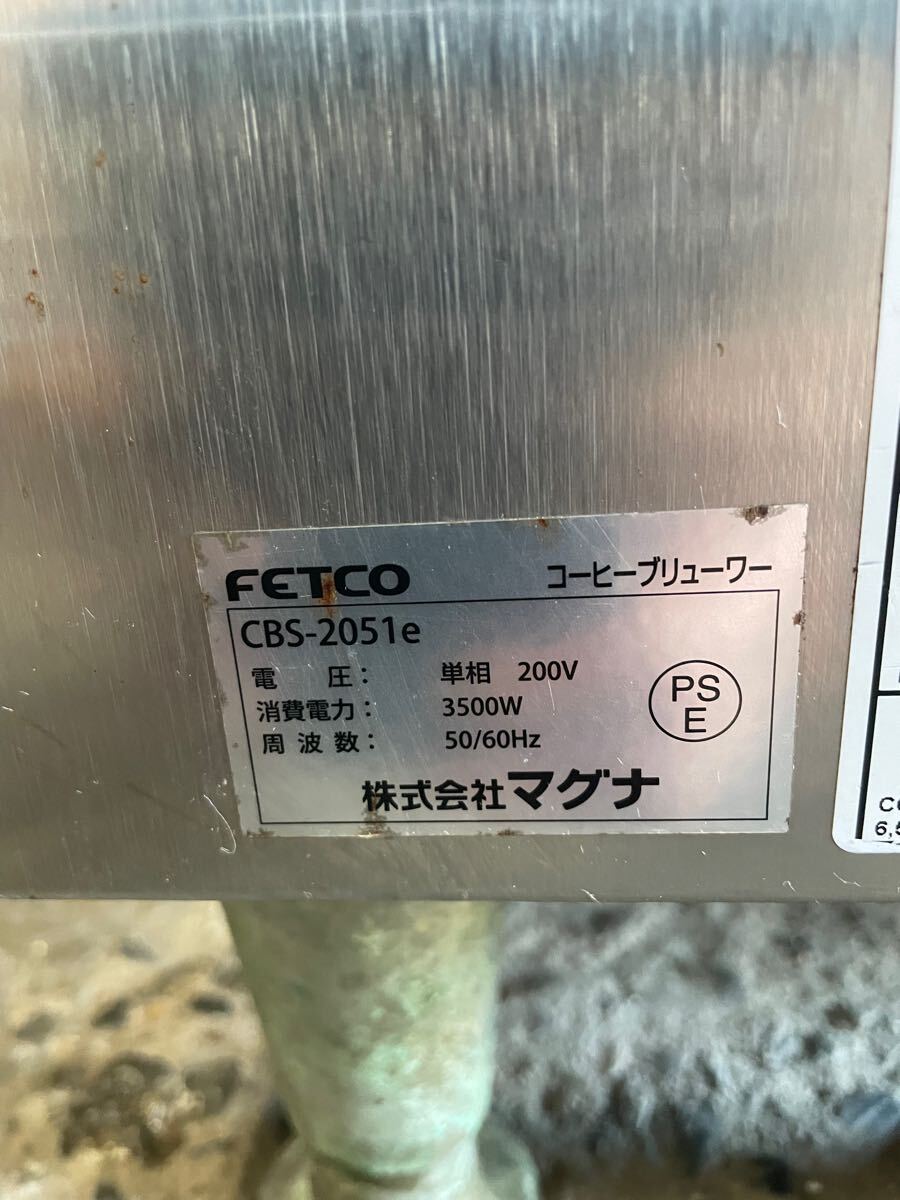 FETCO コーヒーブリューワー
CBS-2051e
電 圧： 単相 200V
消費電力： 3500W
周波数： 50/60Hz
PS
E
株式会社マグナ